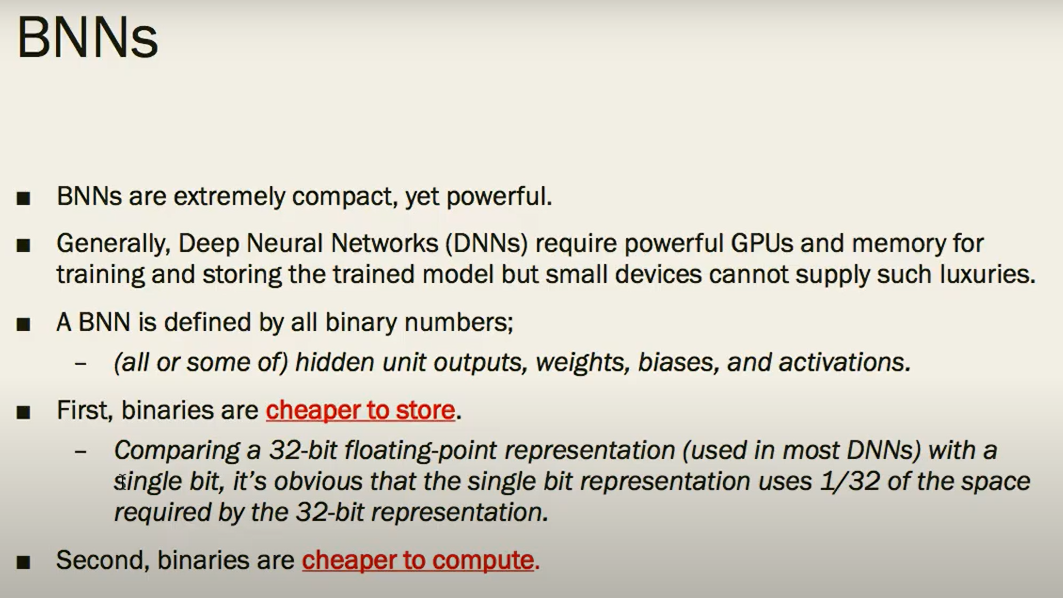 BNNs
■ BNNs are extremely compact, yet powerful.
■ Generally, Deep Neural Networks (DNNs) require powerful GPUs and memory for
training and storing the trained model but small devices cannot supply such luxuries.
■ A BNN is defined by all binary numbers;
– (all or some of) hidden unit outputs, weights, biases, and activations.
■ First, binaries are cheaper to store.
– Comparing a 32-bit floating-point representation (used in most DNNs) with a
single bit, it’s obvious that the single bit representation uses 1/32 of the space
required by the 32-bit representation.
■ Second, binaries are cheaper to compute.